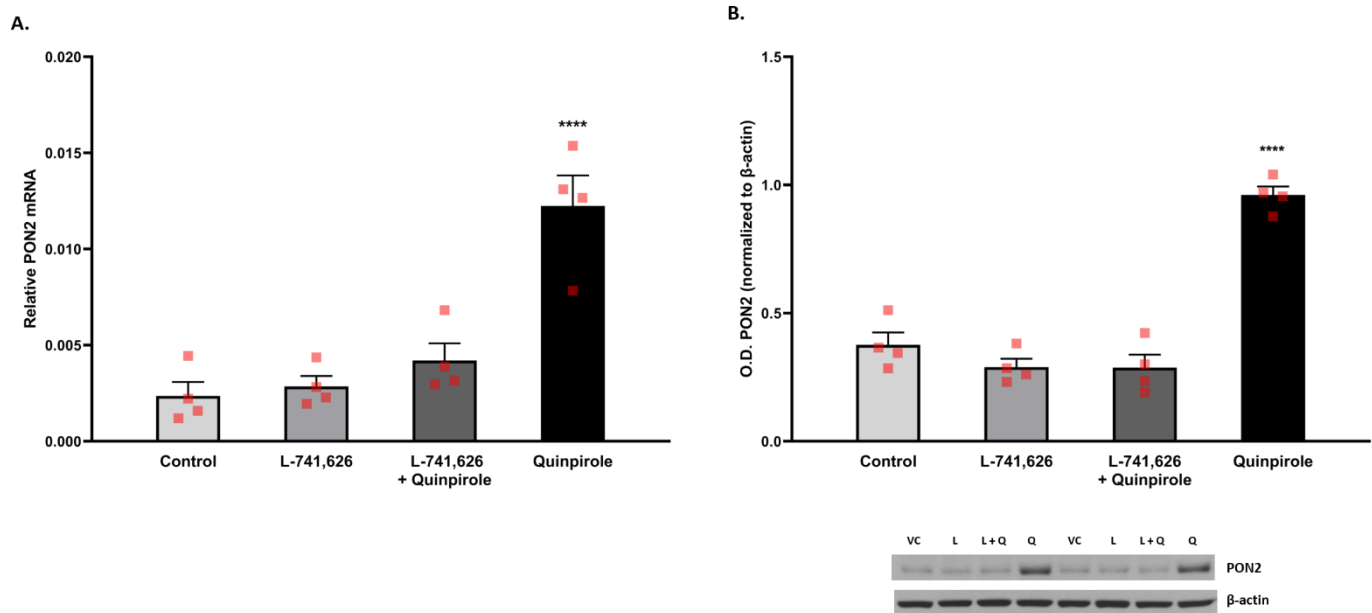 A.
0.020
0.015
0.010
0.005
0.000
Relative PON2 mRNA
****
Control
L-741,626
L-741,626
+ Quinpirole
Quinpirole
B.
1.5
1.0
0.5
0.0
O.D. PON2 (normalized to β-actin)
****
Control
L-741,626
L-741,626
+ Quinpirole
Quinpirole
VC L L + Q Q VC L L + Q Q
PON2
β-actin